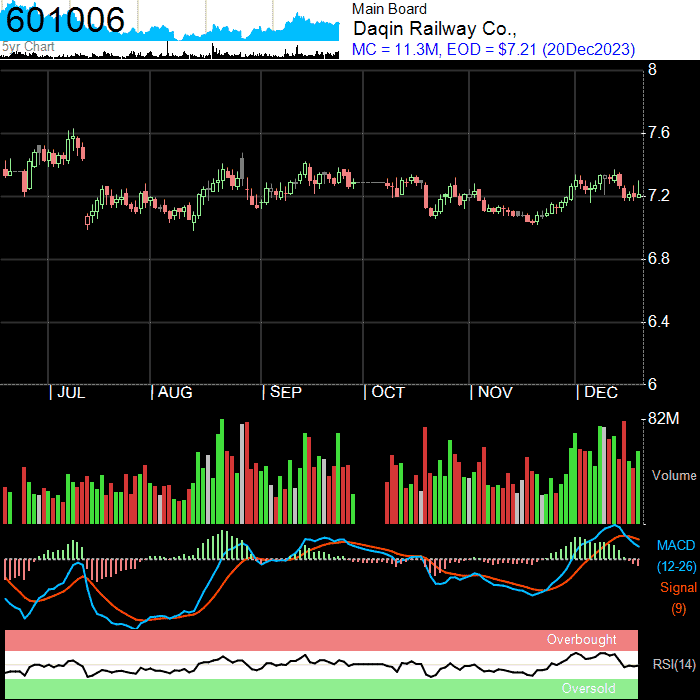 601006
5yr Chart
Main Board
Daqin Railway Co.,
MC = 11.3M, EOD = $7.21 (20Dec2023)
8
7.6
7.2
6.8
6.4
6
JUL AUG SEP OCT NOV DEC
82M
Volume
MACD
(12-26)
Signal
(9)
Overbought
RSI(14)
Oversold